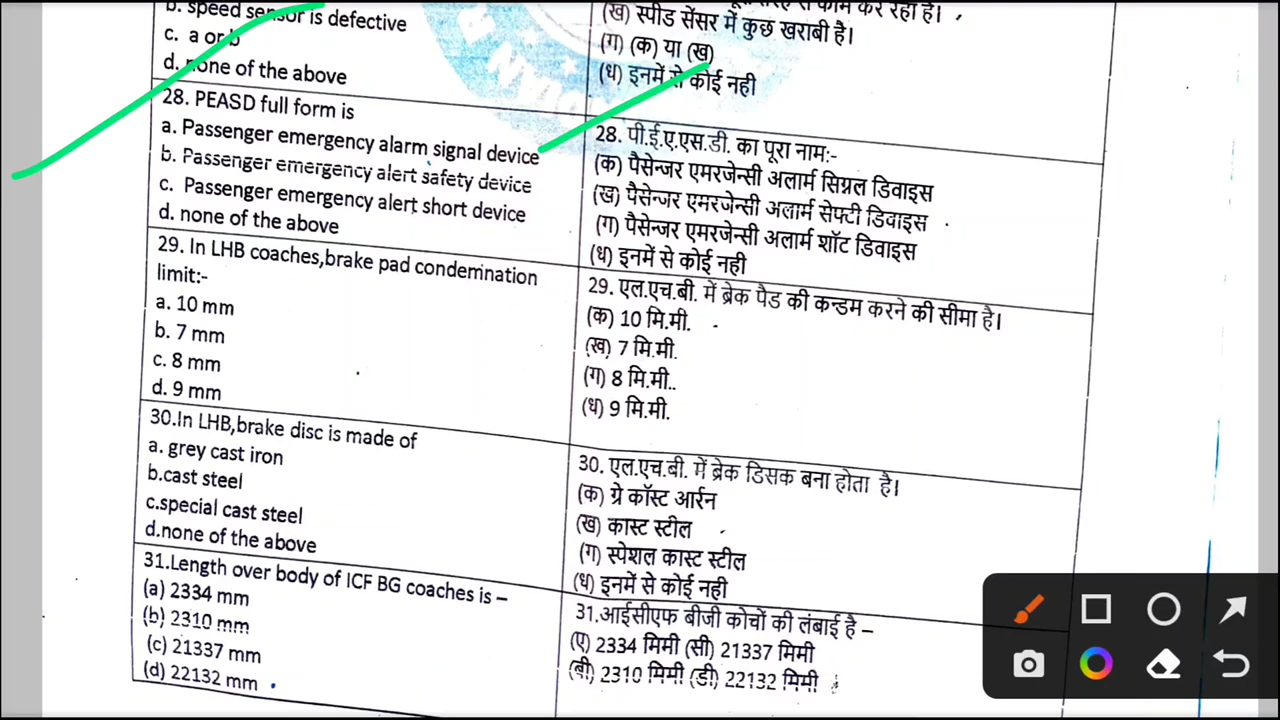 b. speed sensor is defective
c. a or b
d. none of the above
28. PEASD full form is
a. Passenger emergency alarm signal device
b. Passenger emergency alert safety device
c. Passenger emergency alert short device
d. none of the above
29. In LHB coaches,brake pad condemnation
limit:-
a. 10 mm
b. 7 mm
c. 8 mm
d. 9 mm
30.In LHB,brake disc is made of
a. grey cast iron
b.cast steel
c.special cast steel
d.none of the above
31.Length over body of ICF BG coaches is –
(a) 2334 mm
(b) 2310 mm
(c) 21337 mm
(d) 22132 mm
से काम कर रहा है।
(ख) स्पीड सेंसर में कुछ खराबी है।
(ग) (क) या (ख)
(ध) इनमें से कोई नही
28. पी.ई.ए.एस.डी. का पूरा नाम:-
(क) पैसेन्जर एमरजेन्सी अलार्म सिग्नल डिवाइस
(ख) पैसेन्जर एमरजेन्सी अलार्म सेफ्टी डिवाइस
(ग) पैसेन्जर एमरजेन्सी अलार्म शॉट डिवाइस
(ध) इनमें से कोई नही
29. एल.एच.बी. में ब्रेक पैड की कन्डम करने की सीमा है।
(क) 10 मि.मी.
(ख) 7 मि.मी.
(ग) 8 मि.मी..
(ध) 9 मि.मी.
30. एल.एच.बी. में ब्रेक डिसक बना होता है।
(क) ग्रे कॉस्ट आर्रन
(ख) कास्ट स्टील
(ग) स्पेशल कास्ट स्टील
(ध) इनमें से कोई नही
31.आईसीएफ बीजी कोचों की लंबाई है –
(ए) 2334 मिमी (सी) 21337 मिमी
(बी) 2310 मिमी (डी) 22132 मिमी